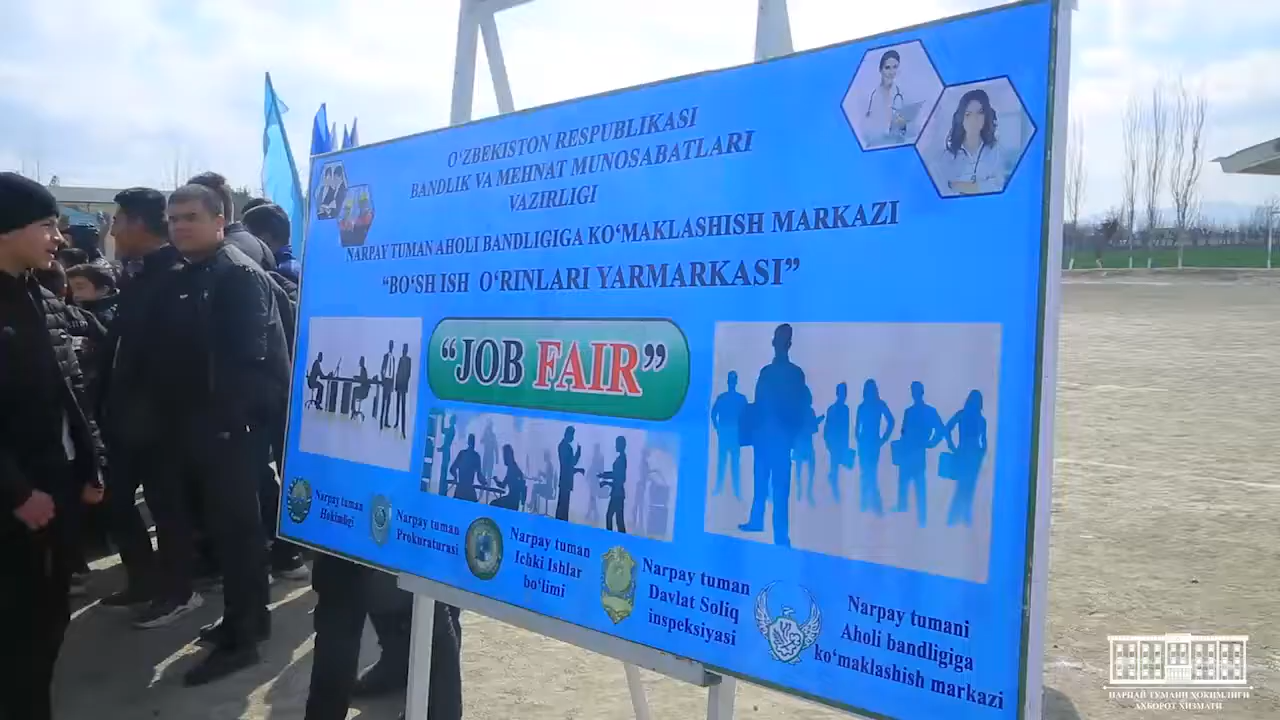 O‘ZBEKISTON RESPUBLIKASI
BANDLIK VA MEHNAT MUNOSABATLARI
VAZIRLIGI
NARPAY TUMAN AHOLI BANDLIGIGA KO‘MAKLASHISH MARKAZI
“BO‘SH ISH O‘RINLARI YARMARKASI”
“JOB FAIR”
Narpay tuman
Hokimligi
Narpay tuman
Prokuraturasi
Narpay tuman
Ichki Ishlar
bo‘limi
Narpay tuman
Davlat Soliq
inspeksiyasi
Narpay tumani
Aholi bandligiga
ko‘maklashish markazi
НАРПАЙ ТУМАНИ ҲОКИМЛИГИ
АХБОРОТ ХИЗМАТИ